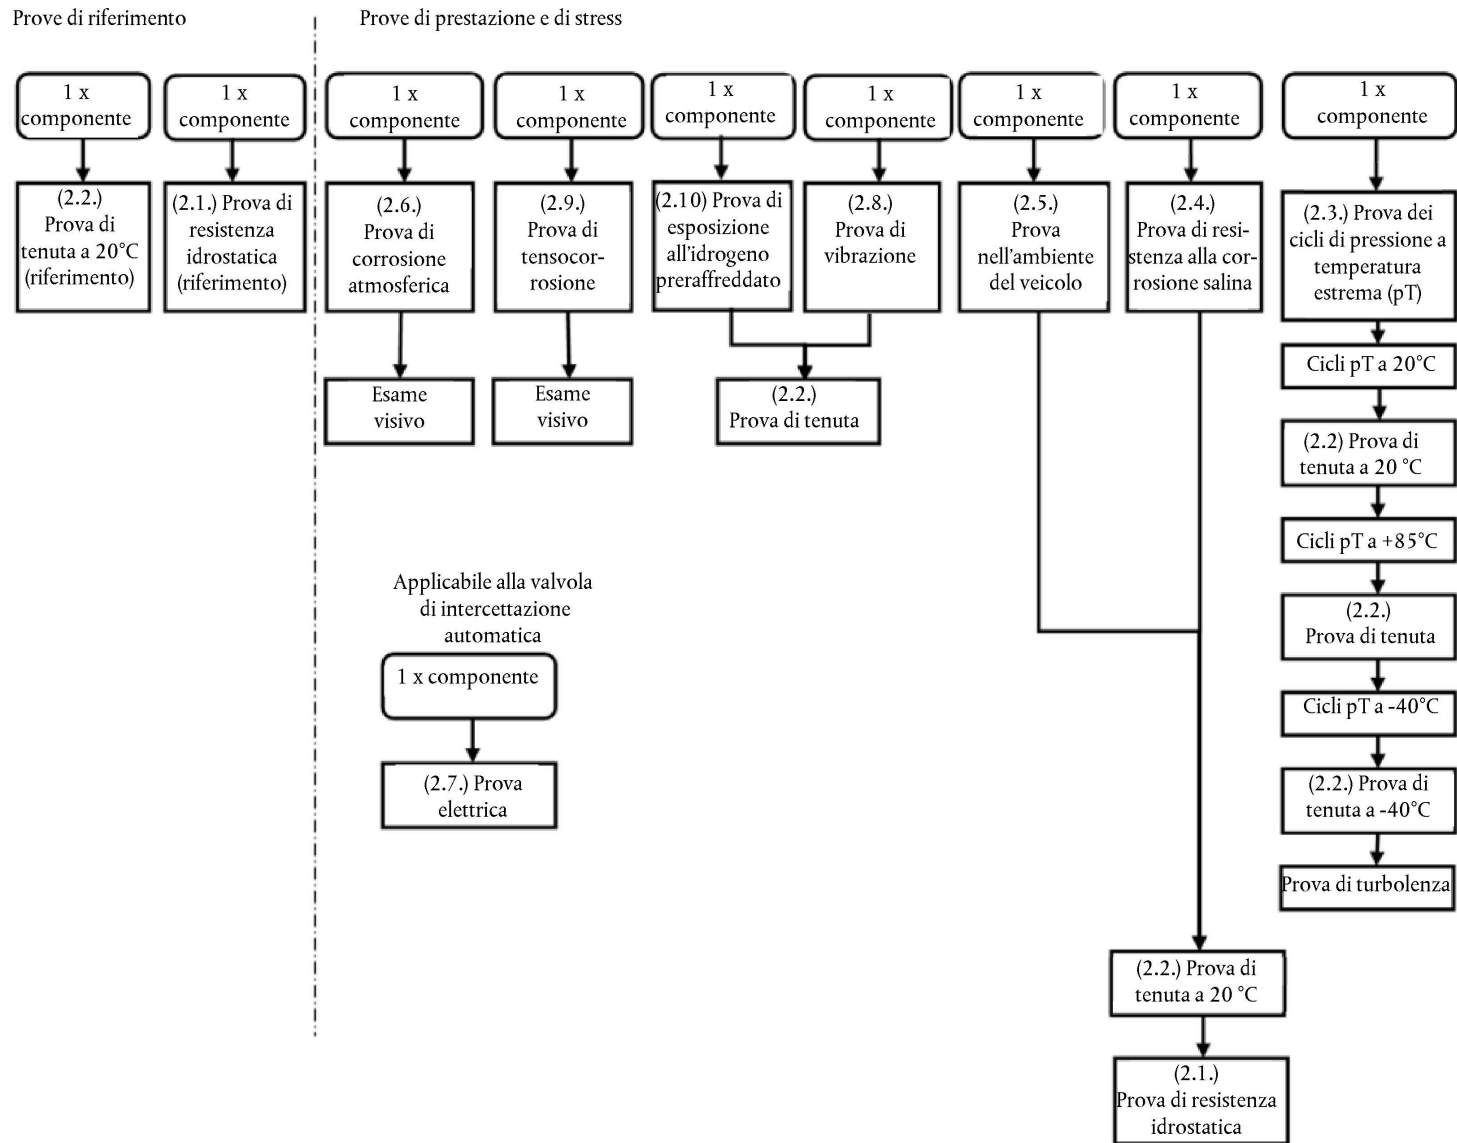 Prove di riferimento
Prove di prestazione e di stress
1 x
componente
1 x
componente
1 x
componente
1 x
componente
1 x
componente
1 x
componente
1 x
componente
1 x
componente
1 x
componente
(2.2.)
Prova di
tenuta a 20°C
(riferimento)
(2.1.) Prova di
resistenza
idrostatica
(riferimento)
(2.6.)
Prova di
corrosione
atmosferica
(2.9.)
Prova di
tensocor-
rosione
(2.10) Prova di
esposizione
all'idrogeno
preraffreddato
(2.8.)
Prova di
vibrazione
(2.5.)
Prova
nell'ambiente
del veicolo
(2.4.)
Prova di resi-
stenza alla cor-
rosione salina
(2.3.) Prova dei
cicli di pressione a
temperatura
estrema (pT)
Esame
visivo
Esame
visivo
(2.2.)
Prova di tenuta
Cicli pT a 20°C
(2.2) Prova di
tenuta a 20 °C
Cicli pT a +85°C
(2.2.)
Prova di tenuta
Cicli pT a -40°C
(2.2.) Prova di
tenuta a -40°C
Prova di turbolenza
Applicabile alla valvola
di intercettazione
automatica
1 x componente
(2.7.) Prova
elettrica
(2.2.) Prova di
tenuta a 20 °C
(2.1.)
Prova di resistenza
idrostatica